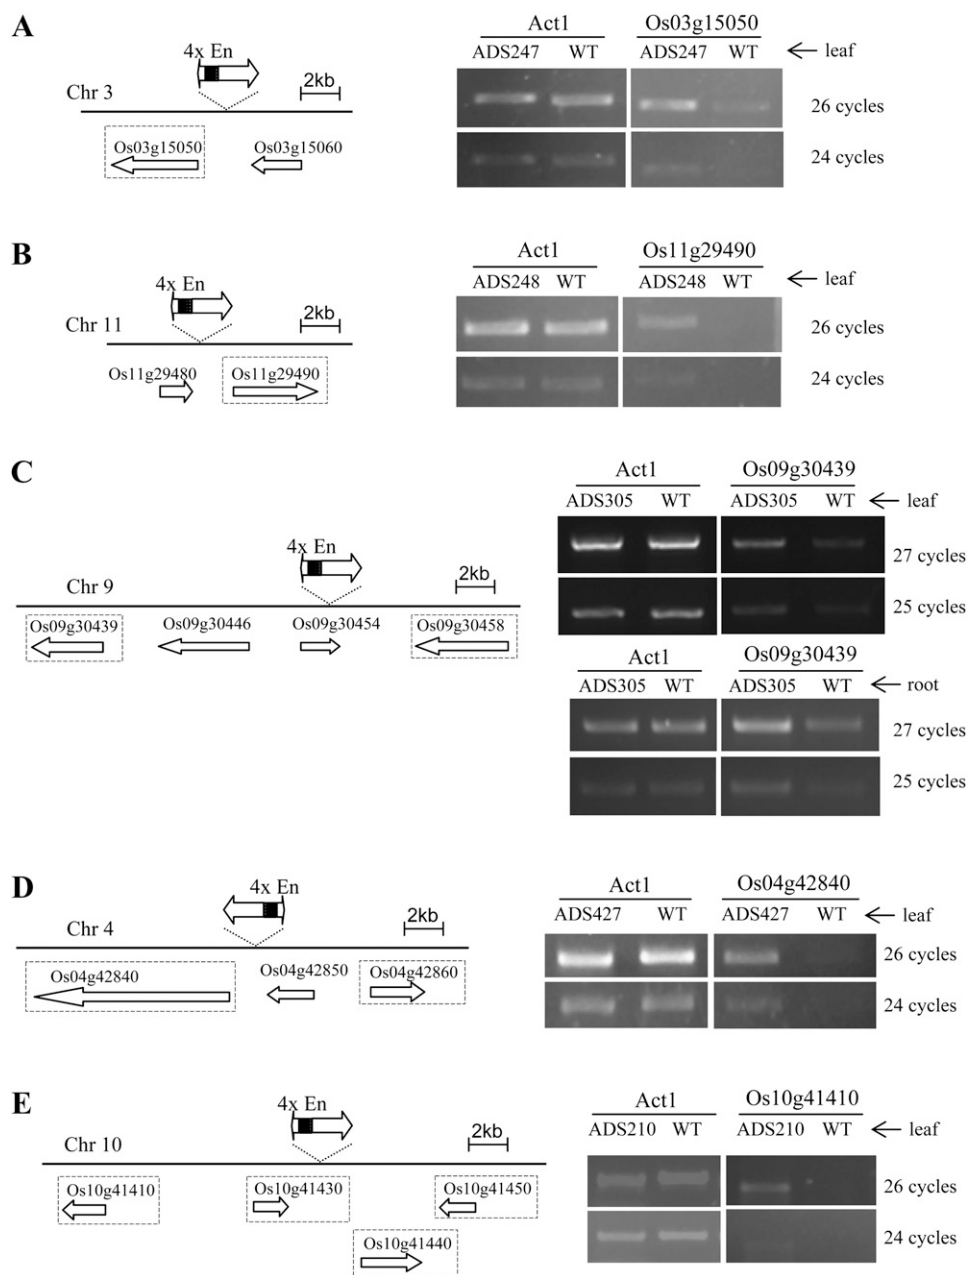 A
4x En
Chr 3
2kb
Os03g15050
Os03g15060
Act1
Os03g15050
ADS247
WT
ADS247
WT
leaf
26 cycles
24 cycles
B
4x En
Chr 11
2kb
Os11g29480
Os11g29490
Act1
Os11g29490
ADS248
WT
ADS248
WT
leaf
26 cycles
24 cycles
C
4x En
Chr 9
2kb
Os09g30439
Os09g30446
Os09g30454
Os09g30458
Act1
Os09g30439
ADS305
WT
ADS305
WT
leaf
27 cycles
25 cycles
Act1
Os09g30439
ADS305
WT
ADS305
WT
root
27 cycles
25 cycles
D
4x En
Chr 4
2kb
Os04g42840
Os04g42850
Os04g42860
Act1
Os04g42840
ADS427
WT
ADS427
WT
leaf
26 cycles
24 cycles
E
4x En
Chr 10
2kb
Os10g41410
Os10g41430
Os10g41450
Os10g41440
Act1
Os10g41410
ADS210
WT
ADS210
WT
leaf
26 cycles
24 cycles